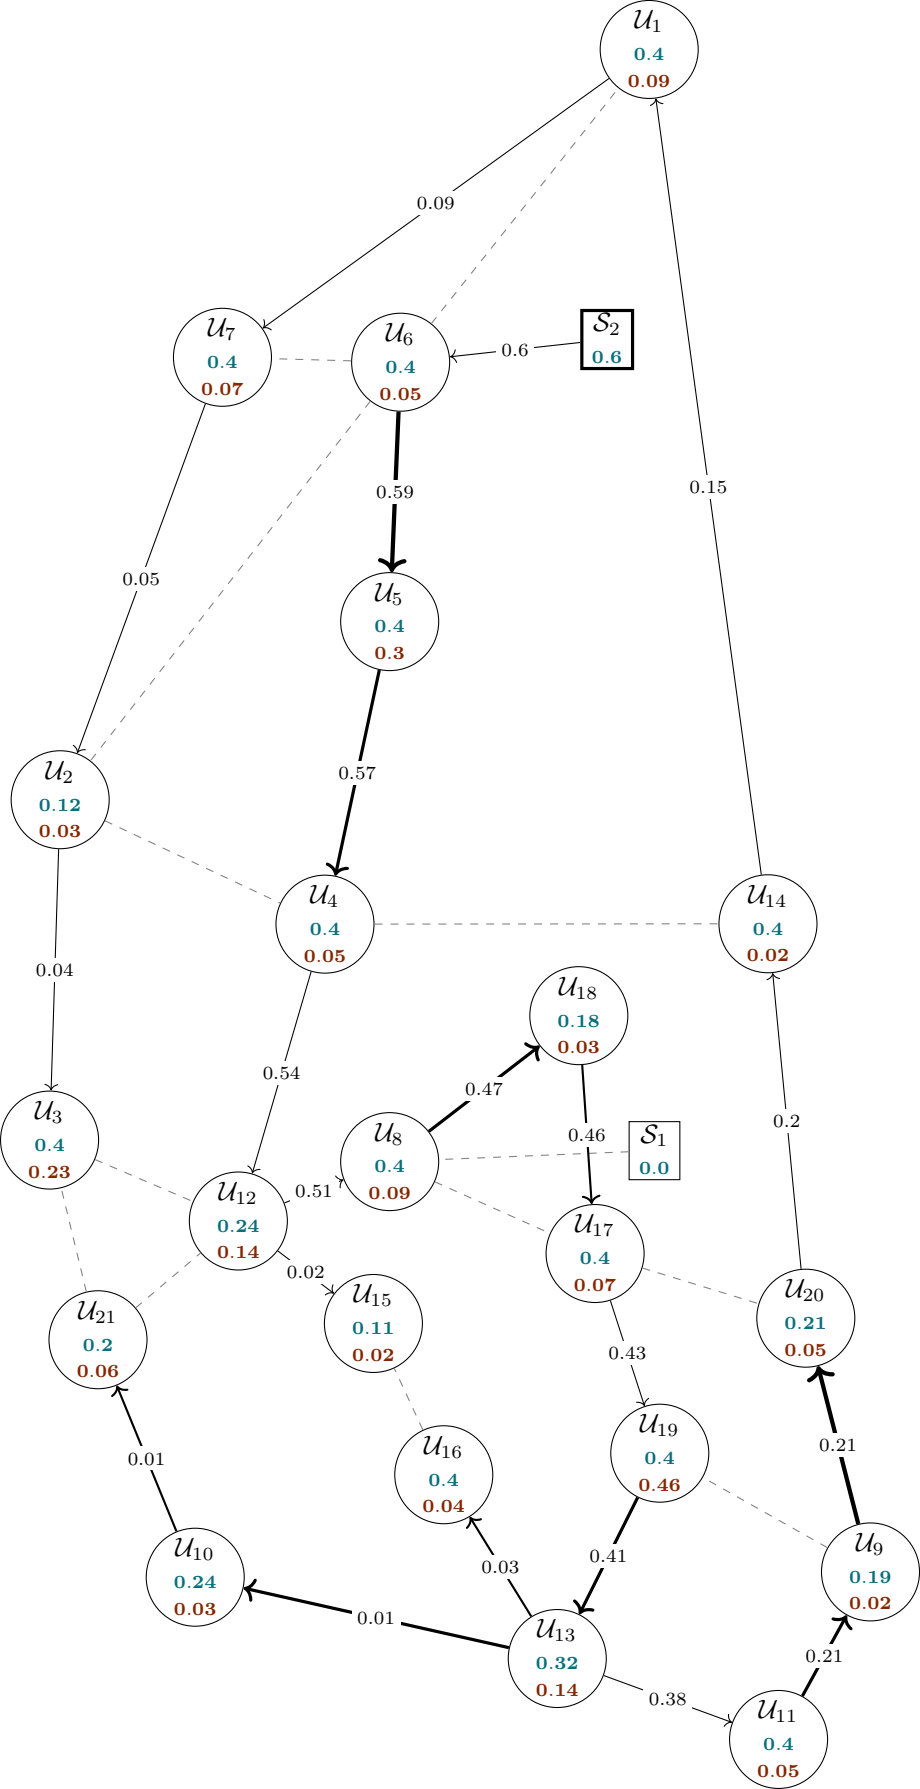 𝒰₁
0.4
0.09
0.09
𝒰₇
0.4
0.07
𝒰₆
0.4
0.05
0.6
𝒮₂
0.6
0.59
0.15
0.05
𝒰₅
0.4
0.3
𝒰₂
0.12
0.03
0.57
𝒰₄
0.4
0.05
𝒰₁₄
0.4
0.02
0.04
𝒰₁₈
0.18
0.03
0.54
0.47
𝒰₃
0.4
0.23
𝒰₈
0.4
0.09
0.46
𝒮₁
0.0
0.2
𝒰₁₂
0.24
0.14
0.51
𝒰₁₇
0.4
0.07
0.02
𝒰₂₁
0.2
0.06
𝒰₁₅
0.11
0.02
𝒰₂₀
0.21
0.05
0.43
𝒰₁₉
0.4
0.46
0.01
𝒰₁₆
0.4
0.04
0.21
𝒰₁₀
0.24
0.03
0.03
0.41
𝒰₉
0.19
0.02
0.01
𝒰₁₃
0.32
0.14
0.21
0.38
𝒰₁₁
0.4
0.05